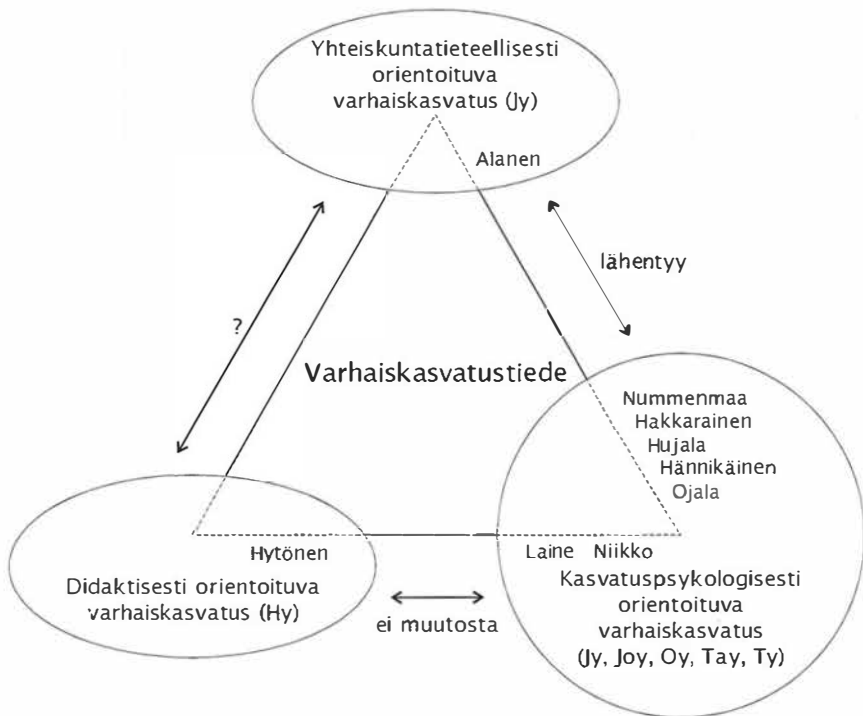 Yhteiskuntatieteellisesti
orientoituva
varhaiskasvatus (Jy)
Alanen
lähentyy
?
Varhaiskasvatustiede
Nummenmaa
Hakkarainen
Hujala
Hännikäinen
Ojala
Hytönen
Laine Niikko
Didaktisesti orientoituva
varhaiskasvatus (Hy)
ei muutosta
Kasvatuspsykologisesti
orientoituva
varhaiskasvatus
(Jy, Joy, Oy, Tay, Ty)